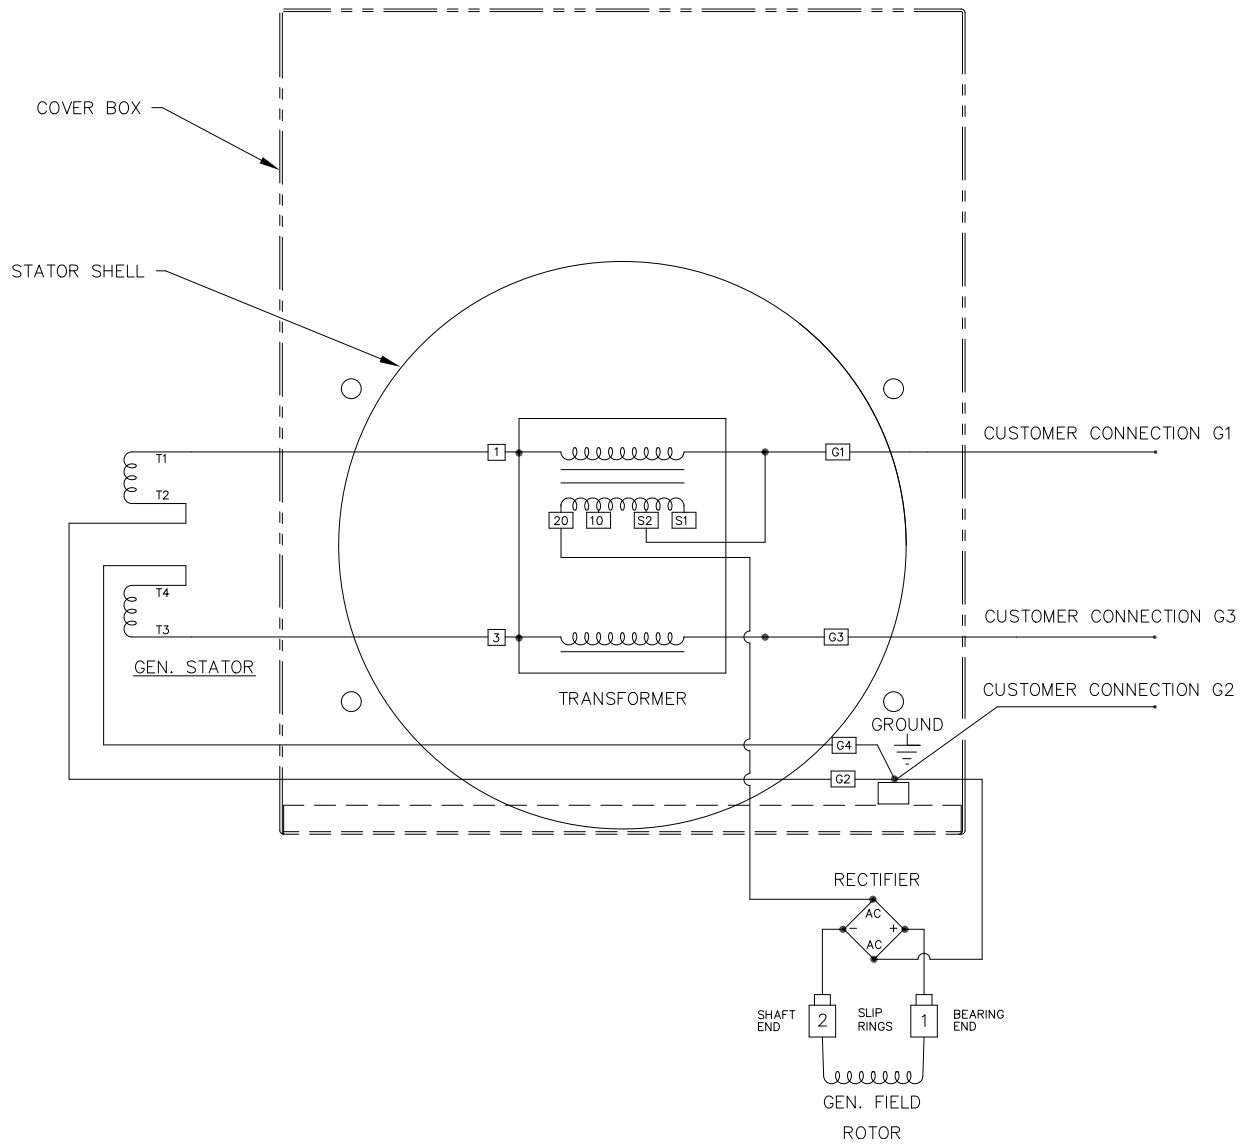 COVER BOX
STATOR SHELL
CUSTOMER CONNECTION G1
T1
1
G1
T2
20
10
S2
S1
T4
T3
3
G3
CUSTOMER CONNECTION G3
GEN. STATOR
TRANSFORMER
CUSTOMER CONNECTION G2
GROUND
G4
G2
RECTIFIER
AC
- +
AC
SHAFT
END
2
SLIP
RINGS
1
BEARING
END
GEN. FIELD
ROTOR